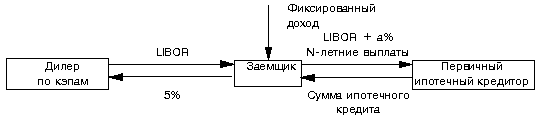 Фиксированный
доход
LIBOR + a%
LIBOR
N-летние выплаты
Дилер
по кэпам
Заемщик
Первичный
ипотечный кредитор
5%
Сумма ипотечного
кредита